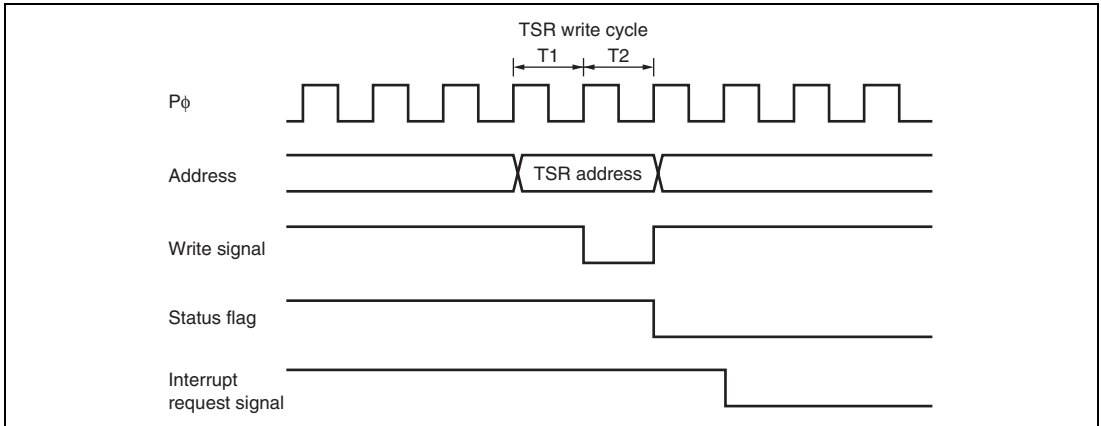 TSR write cycle
T1 T2
Pϕ
Address
TSR address
Write signal
Status flag
Interrupt
request signal